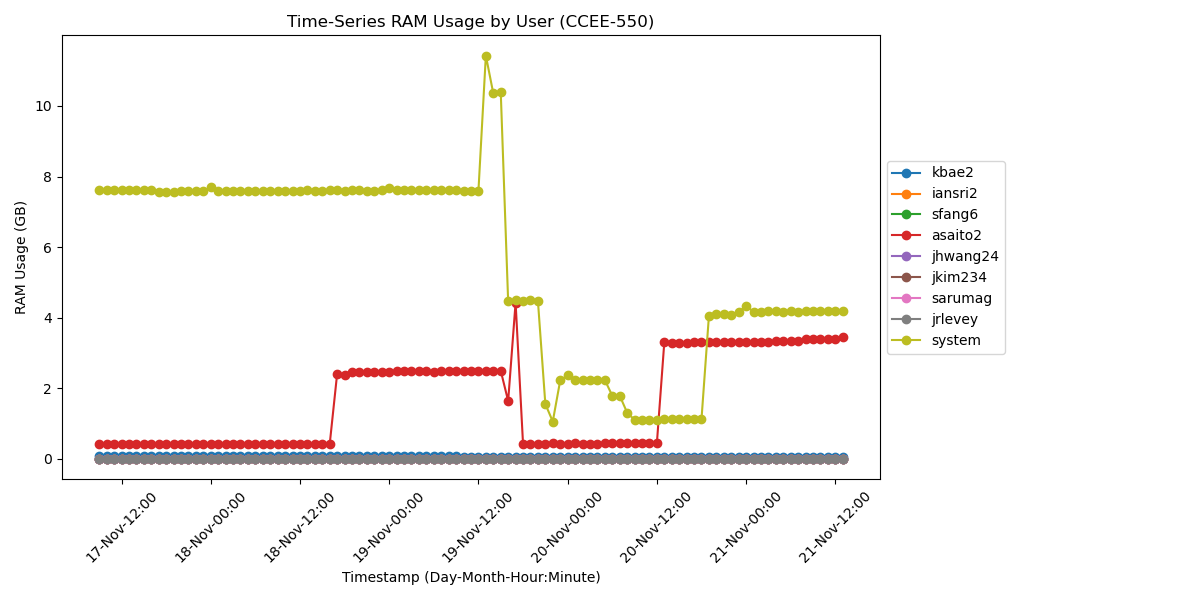 Time-Series RAM Usage by User (CCEE-550)
RAM Usage (GB)
10
8
6
4
2
0
17-Nov-12:00
18-Nov-00:00
18-Nov-12:00
19-Nov-00:00
19-Nov-12:00
20-Nov-00:00
20-Nov-12:00
21-Nov-00:00
21-Nov-12:00
Timestamp (Day-Month-Hour:Minute)
kbae2
iansri2
sfang6
asaito2
jhwang24
jkim234
sarumag
jrlevey
system